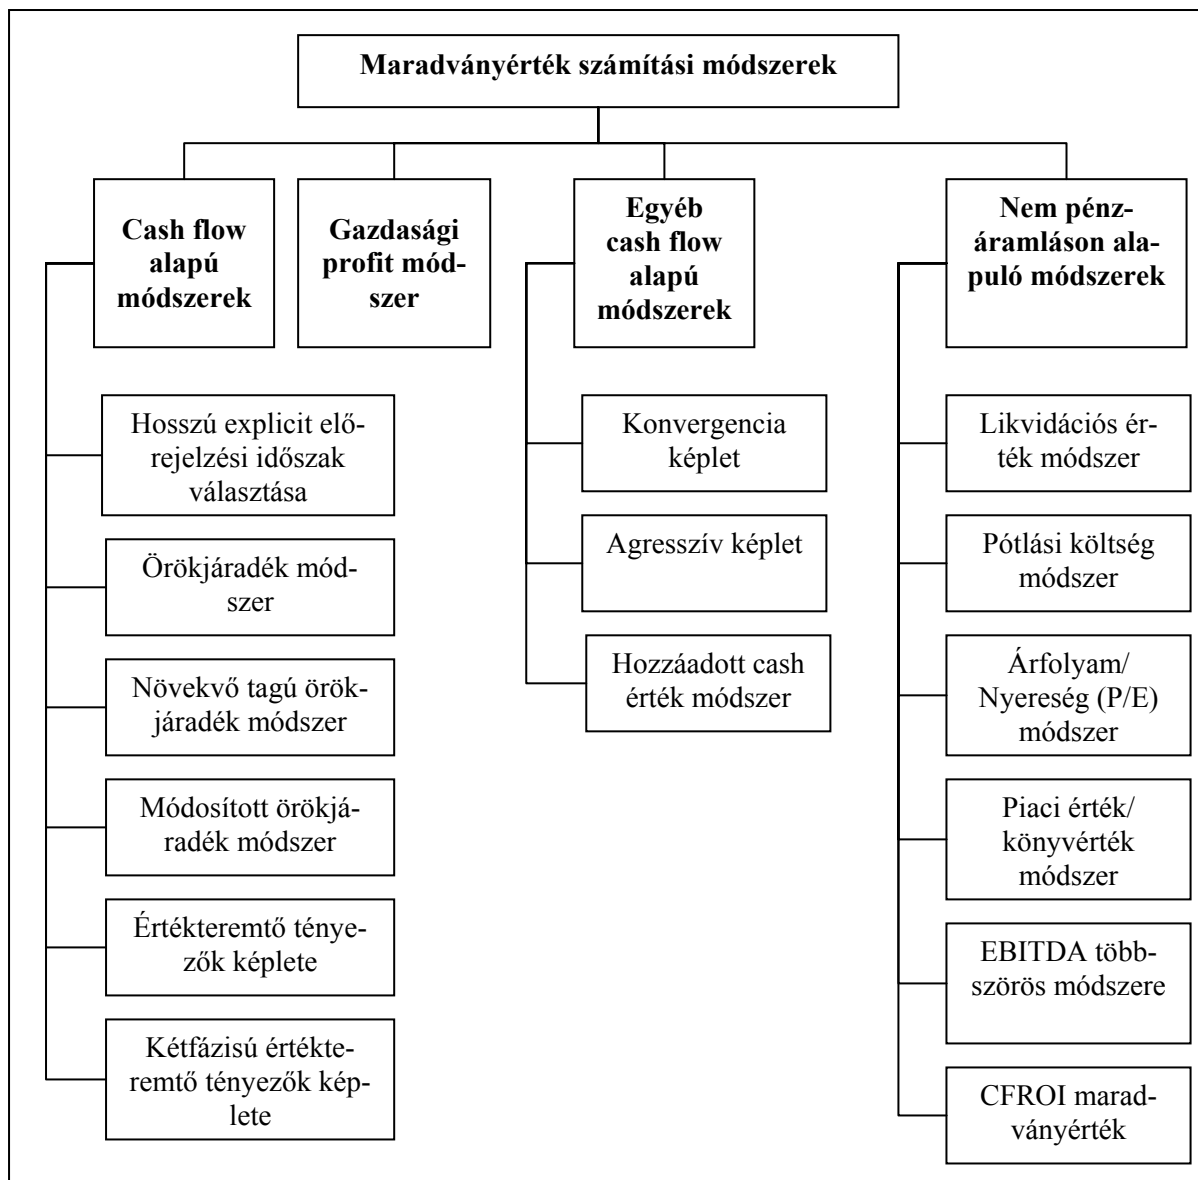 Maradványérték számítási módszerek
Cash flow
alapú
módszerek
Gazdasági
profit mód-
szer
Egyéb
cash flow
alapú
módszerek
Nem pénz-
áramláson ala-
puló módszerek
Hosszú explicit elő-
rejelzési időszak
választása
Örökjáradék mód-
szer
Növekvő tagú örök-
járadék módszer
Módosított örökjá-
radék módszer
Értékteremtő ténye-
zők képlete
Kétfázisú értékte-
remtő tényezők kép-
lete
Konvergencia
képlet
Agresszív képlet
Hozzáadott cash
érték módszer
Likvidációs ér-
ték módszer
Pótlási költség
módszer
Árfolyam/
Nyereség (P/E)
módszer
Piaci érték/
könyvérték
módszer
EBITDA több-
szörös módszere
CFROI marad-
ványérték